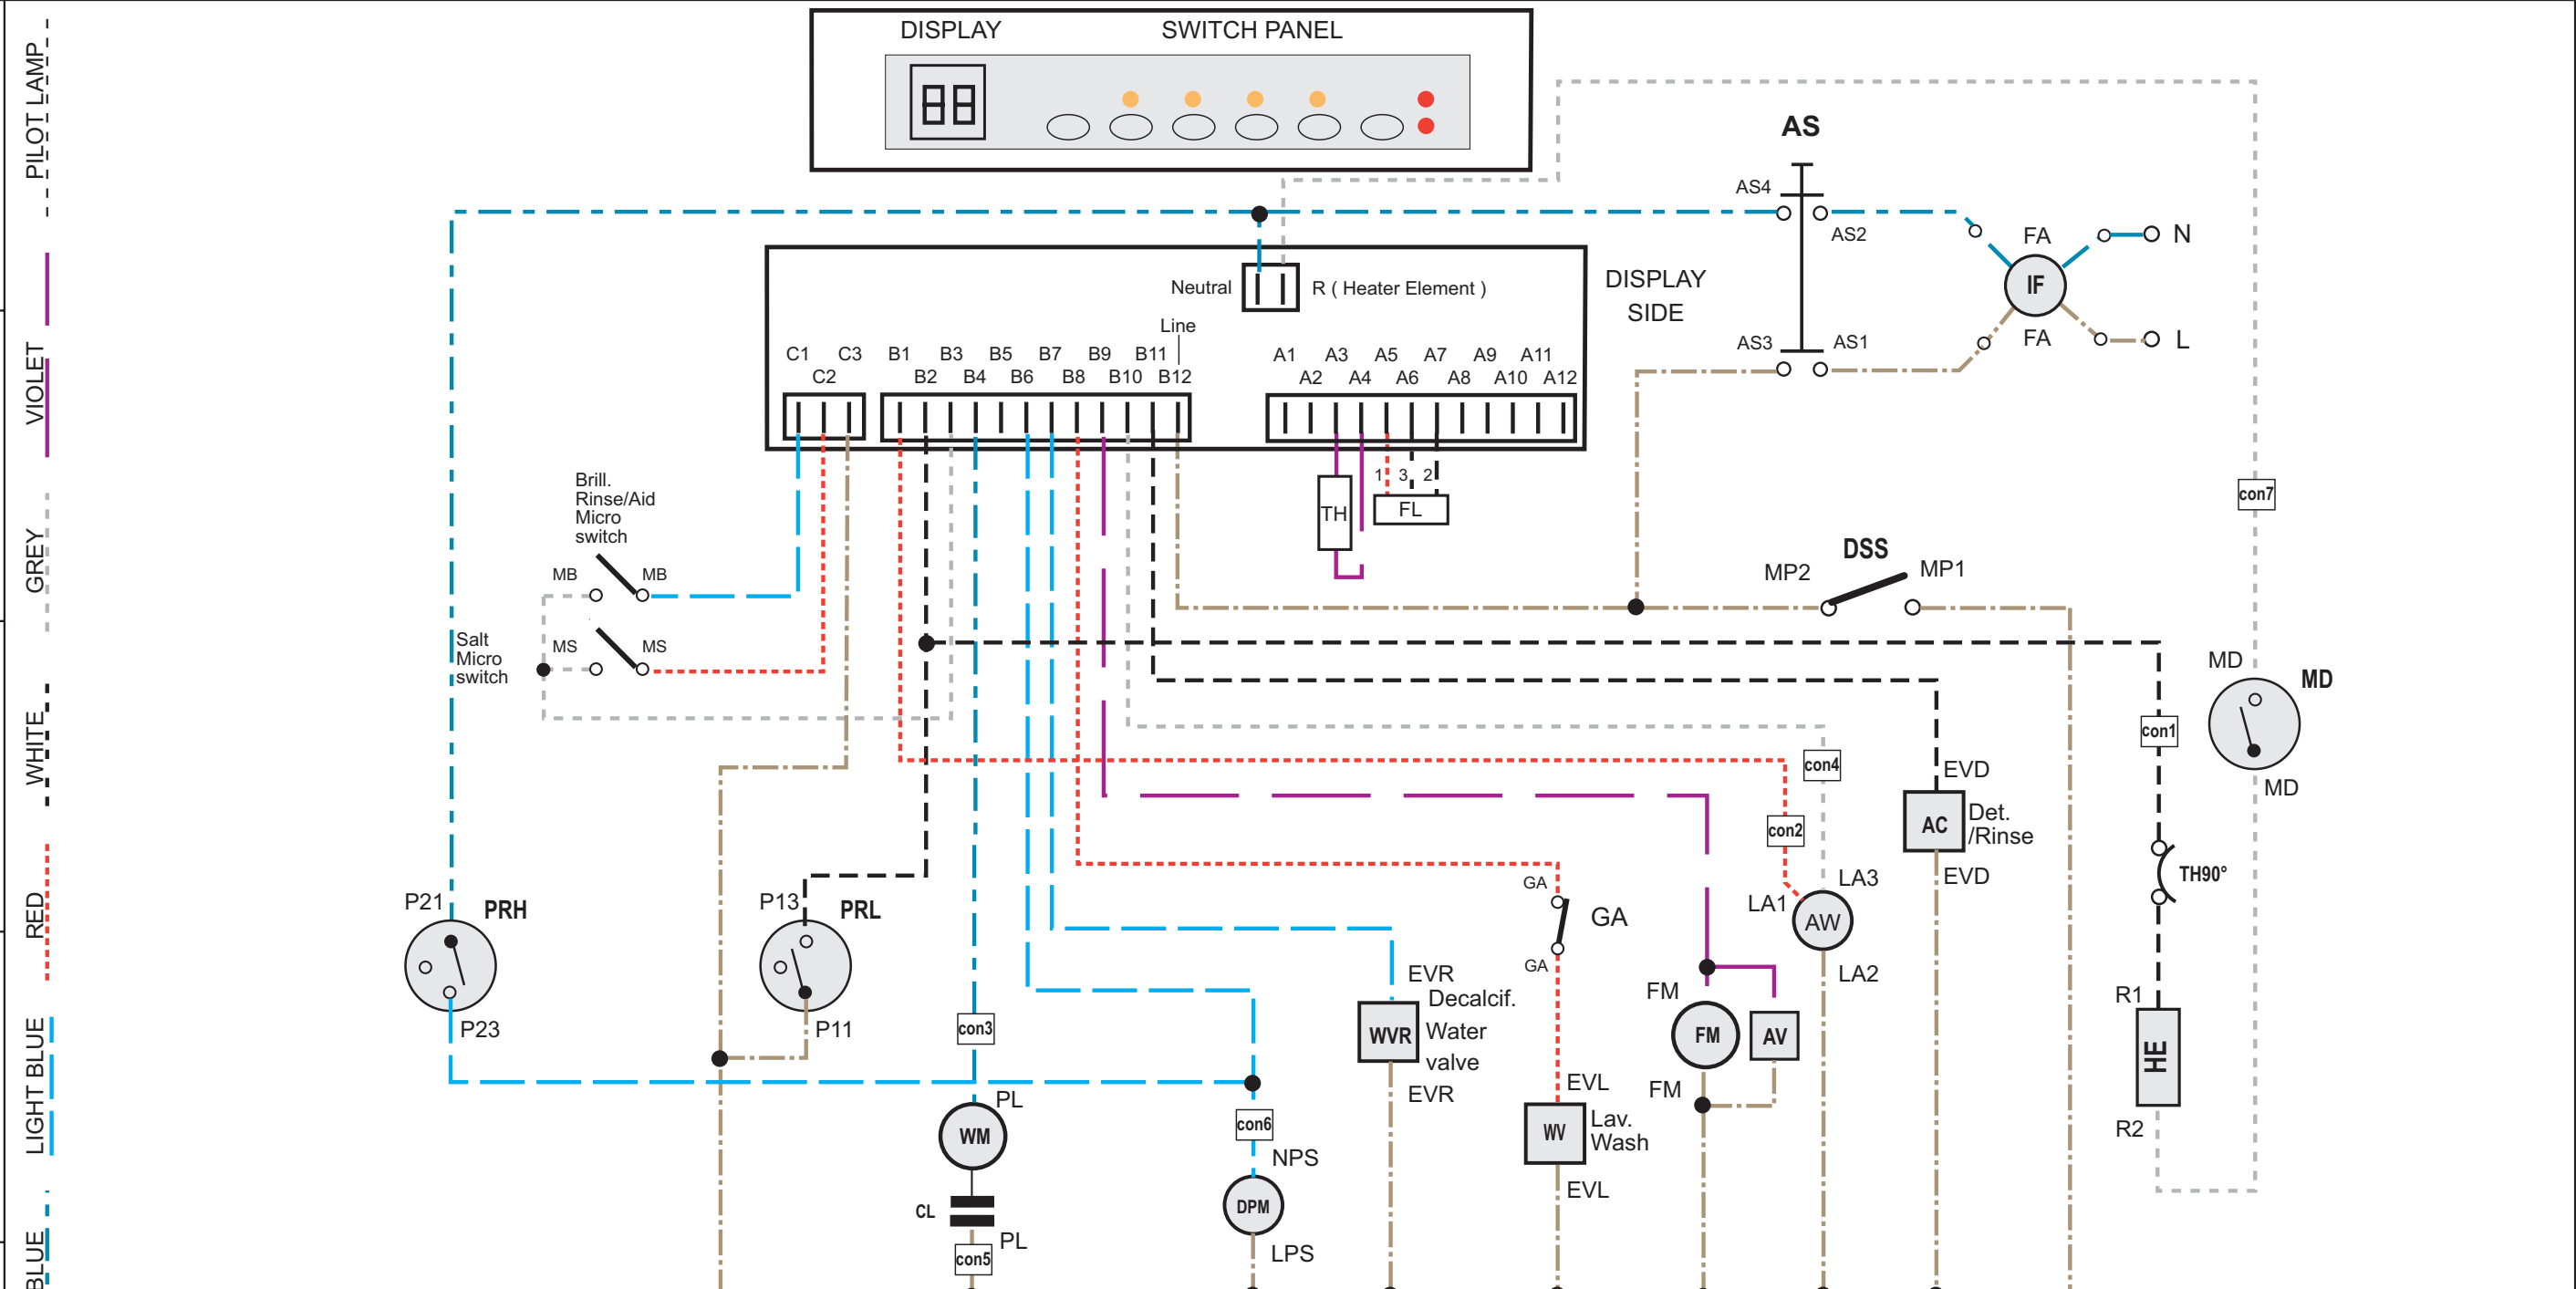 DISPLAY
SWITCH PANEL
88
PILOT LAMP
VIOLET
GREY
WHITE
RED
LIGHT BLUE
BLUE
AS
AS4
AS2
AS3
AS1
FA
IF
FA
N
L
Neutral
R ( Heater Element )
Line
DISPLAY
SIDE
C1
C3
C2
B1
B3
B5
B7
B9
B11
B2
B4
B6
B8
B10
B12
A1
A3
A5
A7
A9
A11
A2
A4
A6
A8
A10
A12
1
3
2
TH
FL
Brill.
Rinse/Aid
Micro
switch
MB
MB
Salt
Micro
switch
MS
MS
DSS
MP2
MP1
con7
MD
MD
MD
con1
con4
con2
EVD
AC
Det.
/Rinse
EVD
TH90°
LA3
LA1
AW
LA2
P21
PRH
P23
P13
PRL
P11
GA
GA
GA
con3
EVR
Decalcif.
WVR
Water
valve
EVR
FM
FM
AV
FM
R1
HE
R2
PL
WM
CL
PL
con5
con6
NPS
DPM
LPS
EVL
WV
Lav.
Wash
EVL